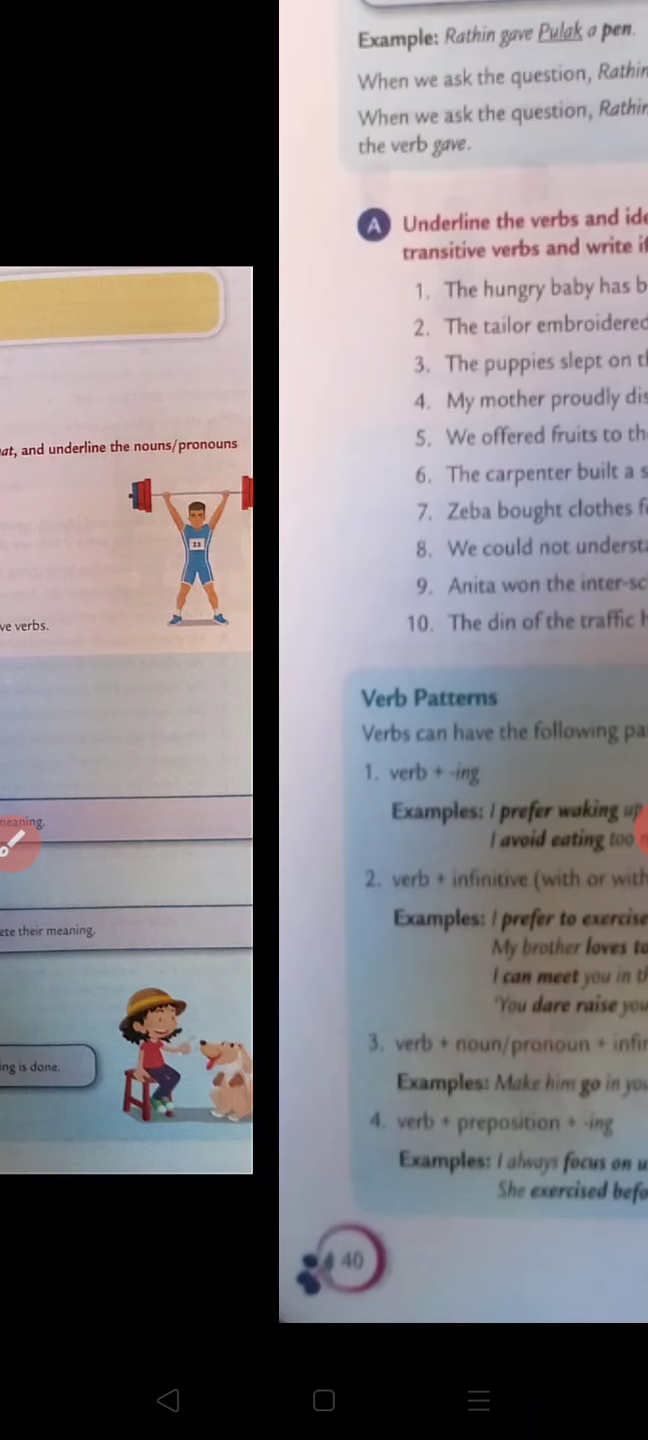 at, and underline the nouns/pronouns
23
ve verbs.
meaning.
ete their meaning.
ing is done.
Example: Rathin gave Pulak a pen.
When we ask the question, Rathin
When we ask the question, Rathin
the verb gave.
A Underline the verbs and ide
transitive verbs and write if
1. The hungry baby has b
2. The tailor embroidered
3. The puppies slept on th
4. My mother proudly dis
5. We offered fruits to th
6. The carpenter built a s
7. Zeba bought clothes f
8. We could not understa
9. Anita won the inter-sc
10. The din of the traffic h
Verb Patterns
Verbs can have the following pa
1. verb + -ing
Examples: I prefer waking up
I avoid eating too
2. verb + infinitive (with or with
Examples: I prefer to exercise
My brother loves to
I can meet you in th
'You dare raise you
3. verb + noun/pronoun + infin
Examples: Make him go in you
4. verb + preposition + -ing
Examples: I always focus on u
She exercised befo
40